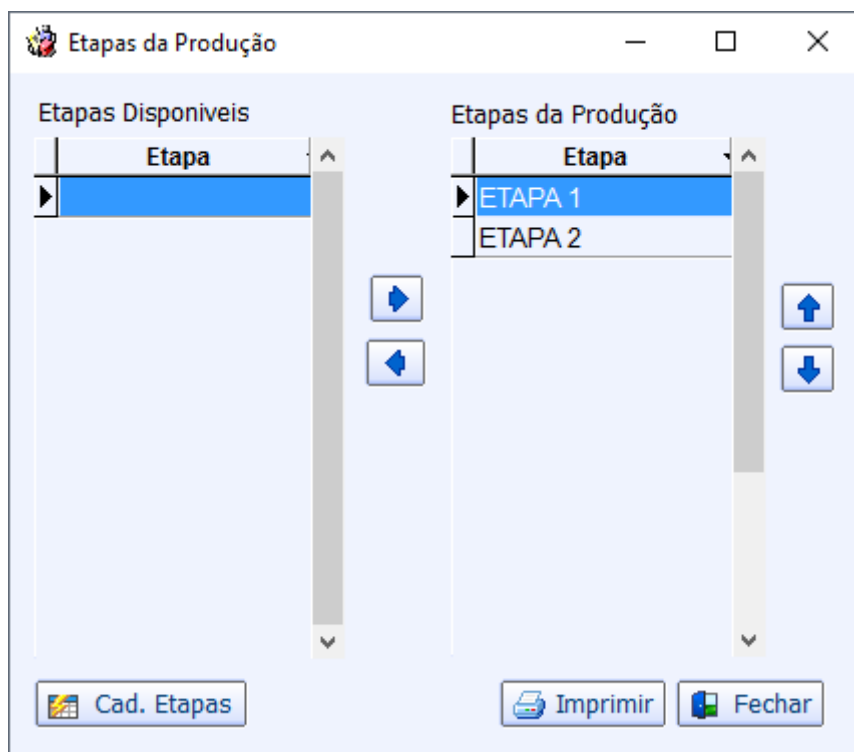 Etapas da Produção
Etapas Disponiveis
Etapa
Etapas da Produção
Etapa
ETAPA 1
ETAPA 2
Cad. Etapas
Imprimir
Fechar